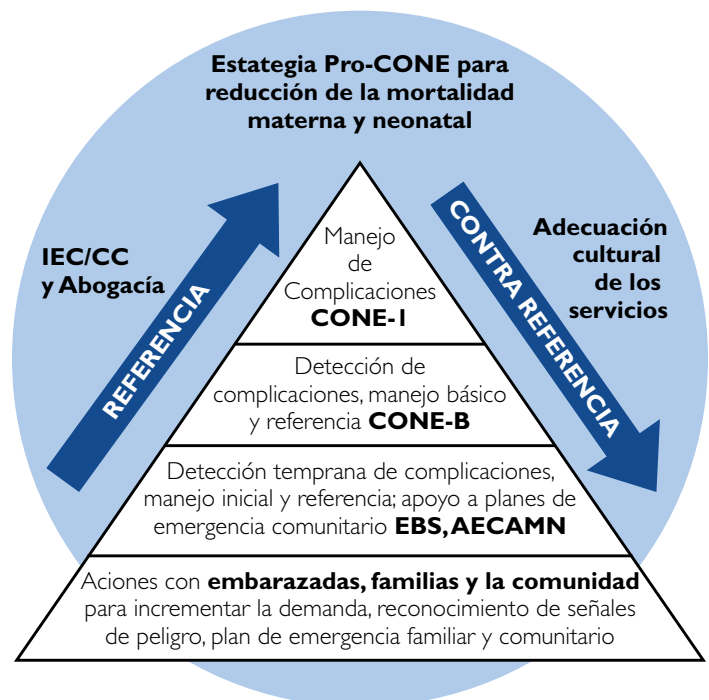 Estategia Pro-CONE para
reducción de la mortalidad
materna y neonatal
IEC/CC
y Abogacía
REFERENCIA
CONTRA REFERENCIA
Adecuación
cultural
de los
servicios
Manejo
de
Complicaciones
CONE-I
Detección de
complicaciones, manejo básico
y referencia CONE-B
Detección temprana de complicaciones,
manejo inicial y referencia; apoyo a planes de
emergencia comunitario EBS, AECAMN
Aciones con embarazadas, familias y la comunidad
para incrementar la demanda, reconocimiento de señales
de peligro, plan de emergencia familiar y comunitario